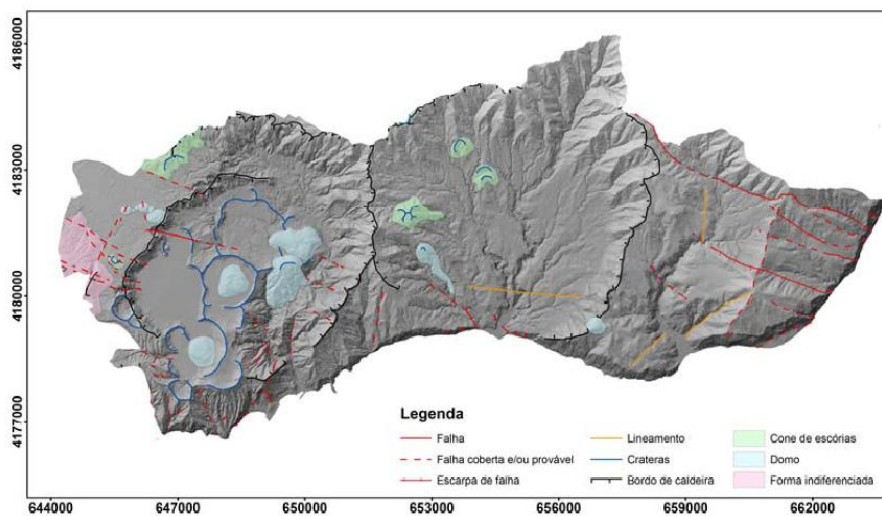 4186000
4183000
4180000
4177000
Legenda
Falha
Lineamento
Cone de escórias
Falha coberta e/ou provável
Crateras
Domo
Escarpa de falha
Bordo de caldeira
Forma indiferenciada
644000 647000 650000 653000 656000 659000 662000